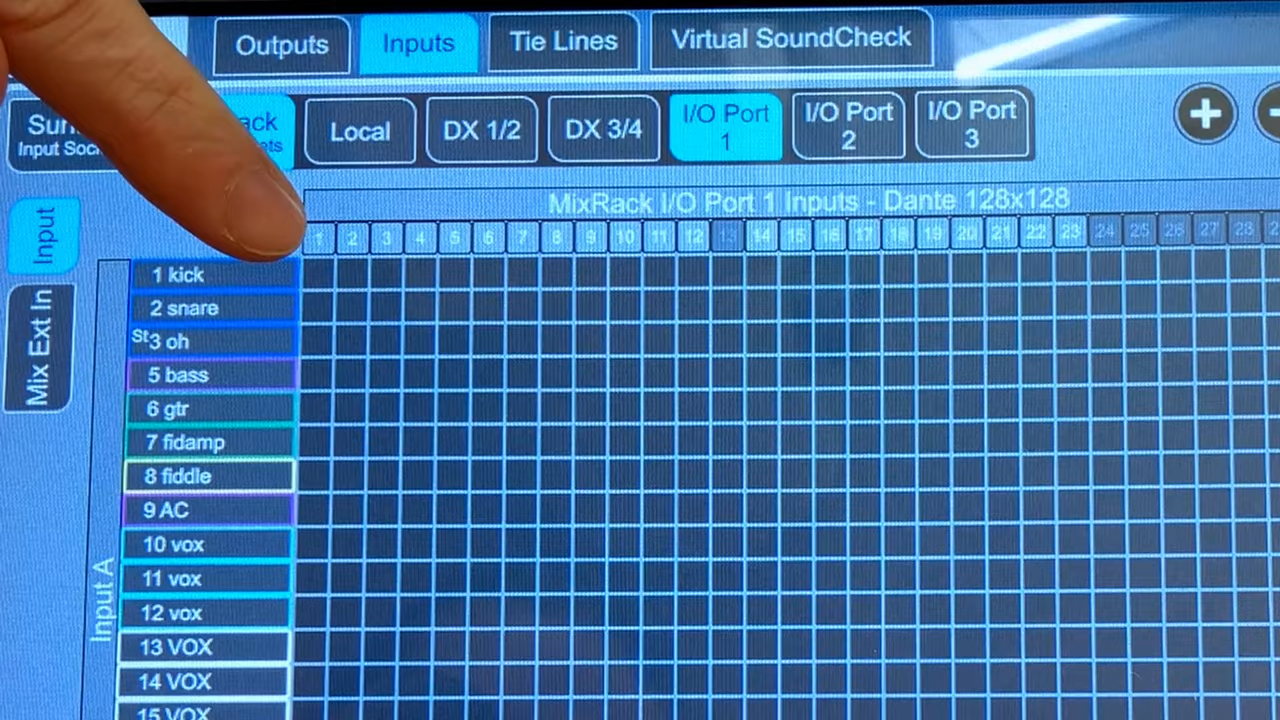 Outputs Inputs Tie Lines Virtual SoundCheck
Local DX 1/2 DX 3/4 I/O Port 1 I/O Port 2 I/O Port 3
Input
MixRack I/O Port 1 Inputs - Dante 128x128
1 2 3 4 5 6 7 8 9 10 11 12 13 14 15 16 17 18 19 20 21 22 23 24 25 26 27 28
Input
Mix Ext In
Input A
1 kick
2 snare
St3 oh
5 bass
6 gtr
7 fidamp
8 fiddle
9 AC
10 vox
11 vox
12 vox
13 VOX
14 VOX
15 VOX